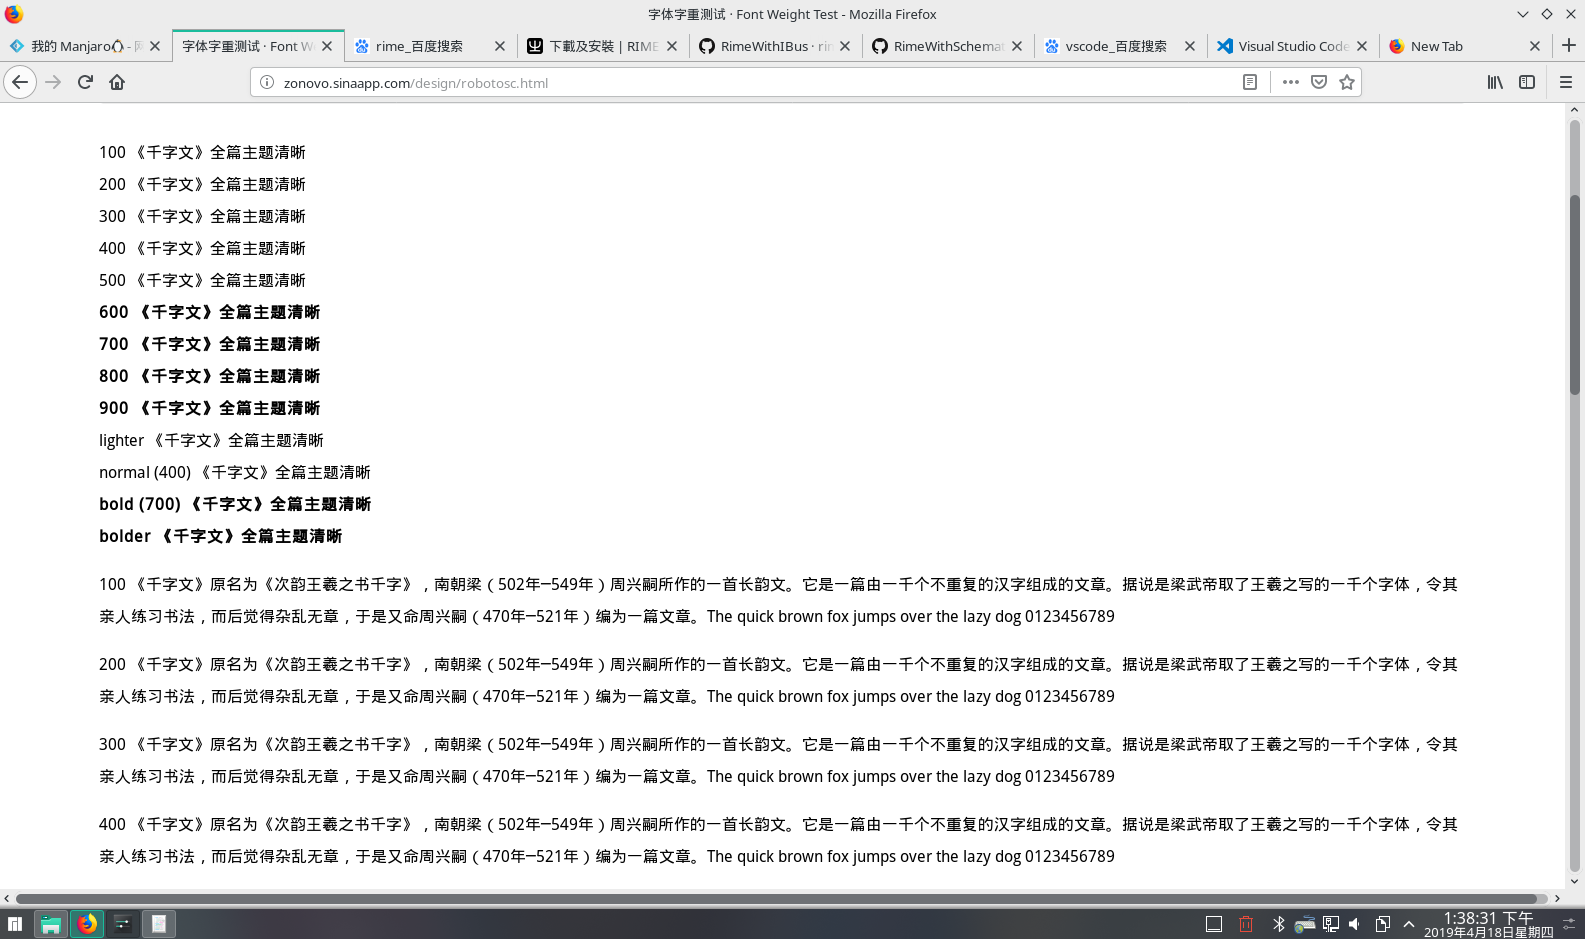 字体字重测试 · Font Weight Test - Mozilla Firefox
我的 Manjaro - 网
字体字重测试 · Font W
rime_百度搜索
下載及安裝 | RIME
RimeWithIBus · rim
RimeWithSchemat
vscode_百度搜索
Visual Studio Code
New Tab
zonovo.sinaapp.com/design/robotosc.html
100 《千字文》全篇主题清晰
200 《千字文》全篇主题清晰
300 《千字文》全篇主题清晰
400 《千字文》全篇主题清晰
500 《千字文》全篇主题清晰
600 《千字文》全篇主题清晰
700 《千字文》全篇主题清晰
800 《千字文》全篇主题清晰
900 《千字文》全篇主题清晰
lighter 《千字文》全篇主题清晰
normal (400) 《千字文》全篇主题清晰
bold (700) 《千字文》全篇主题清晰
bolder 《千字文》全篇主题清晰
100 《千字文》原名为《次韵王羲之书千字》，南朝梁（502年─549年）周兴嗣所作的一首长韵文。它是一篇由一千个不重复的汉字组成的文章。据说是梁武帝取了王羲之写的一千个字体，令其
亲人练习书法，而后觉得杂乱无章，于是又命周兴嗣（470年─521年）编为一篇文章。The quick brown fox jumps over the lazy dog 0123456789
200 《千字文》原名为《次韵王羲之书千字》，南朝梁（502年─549年）周兴嗣所作的一首长韵文。它是一篇由一千个不重复的汉字组成的文章。据说是梁武帝取了王羲之写的一千个字体，令其
亲人练习书法，而后觉得杂乱无章，于是又命周兴嗣（470年─521年）编为一篇文章。The quick brown fox jumps over the lazy dog 0123456789
300 《千字文》原名为《次韵王羲之书千字》，南朝梁（502年─549年）周兴嗣所作的一首长韵文。它是一篇由一千个不重复的汉字组成的文章。据说是梁武帝取了王羲之写的一千个字体，令其
亲人练习书法，而后觉得杂乱无章，于是又命周兴嗣（470年─521年）编为一篇文章。The quick brown fox jumps over the lazy dog 0123456789
400 《千字文》原名为《次韵王羲之书千字》，南朝梁（502年─549年）周兴嗣所作的一首长韵文。它是一篇由一千个不重复的汉字组成的文章。据说是梁武帝取了王羲之写的一千个字体，令其
亲人练习书法，而后觉得杂乱无章，于是又命周兴嗣（470年─521年）编为一篇文章。The quick brown fox jumps over the lazy dog 0123456789
1:38:31 下午
2019年4月18日星期四